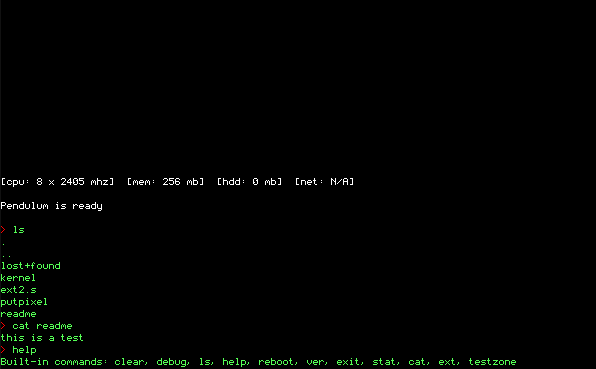 [cpu: 8 x 2405 mhz]  [mem: 256 mb]  [hdd: 0 mb]  [net: N/A]
Pendulum is ready
> ls
.
..
lost+found
kernel
ext2.s
putpixel
readme
> cat readme
this is a test
> help
Built-in commands: clear, debug, ls, help, reboot, ver, exit, stat, cat, ext, testzone